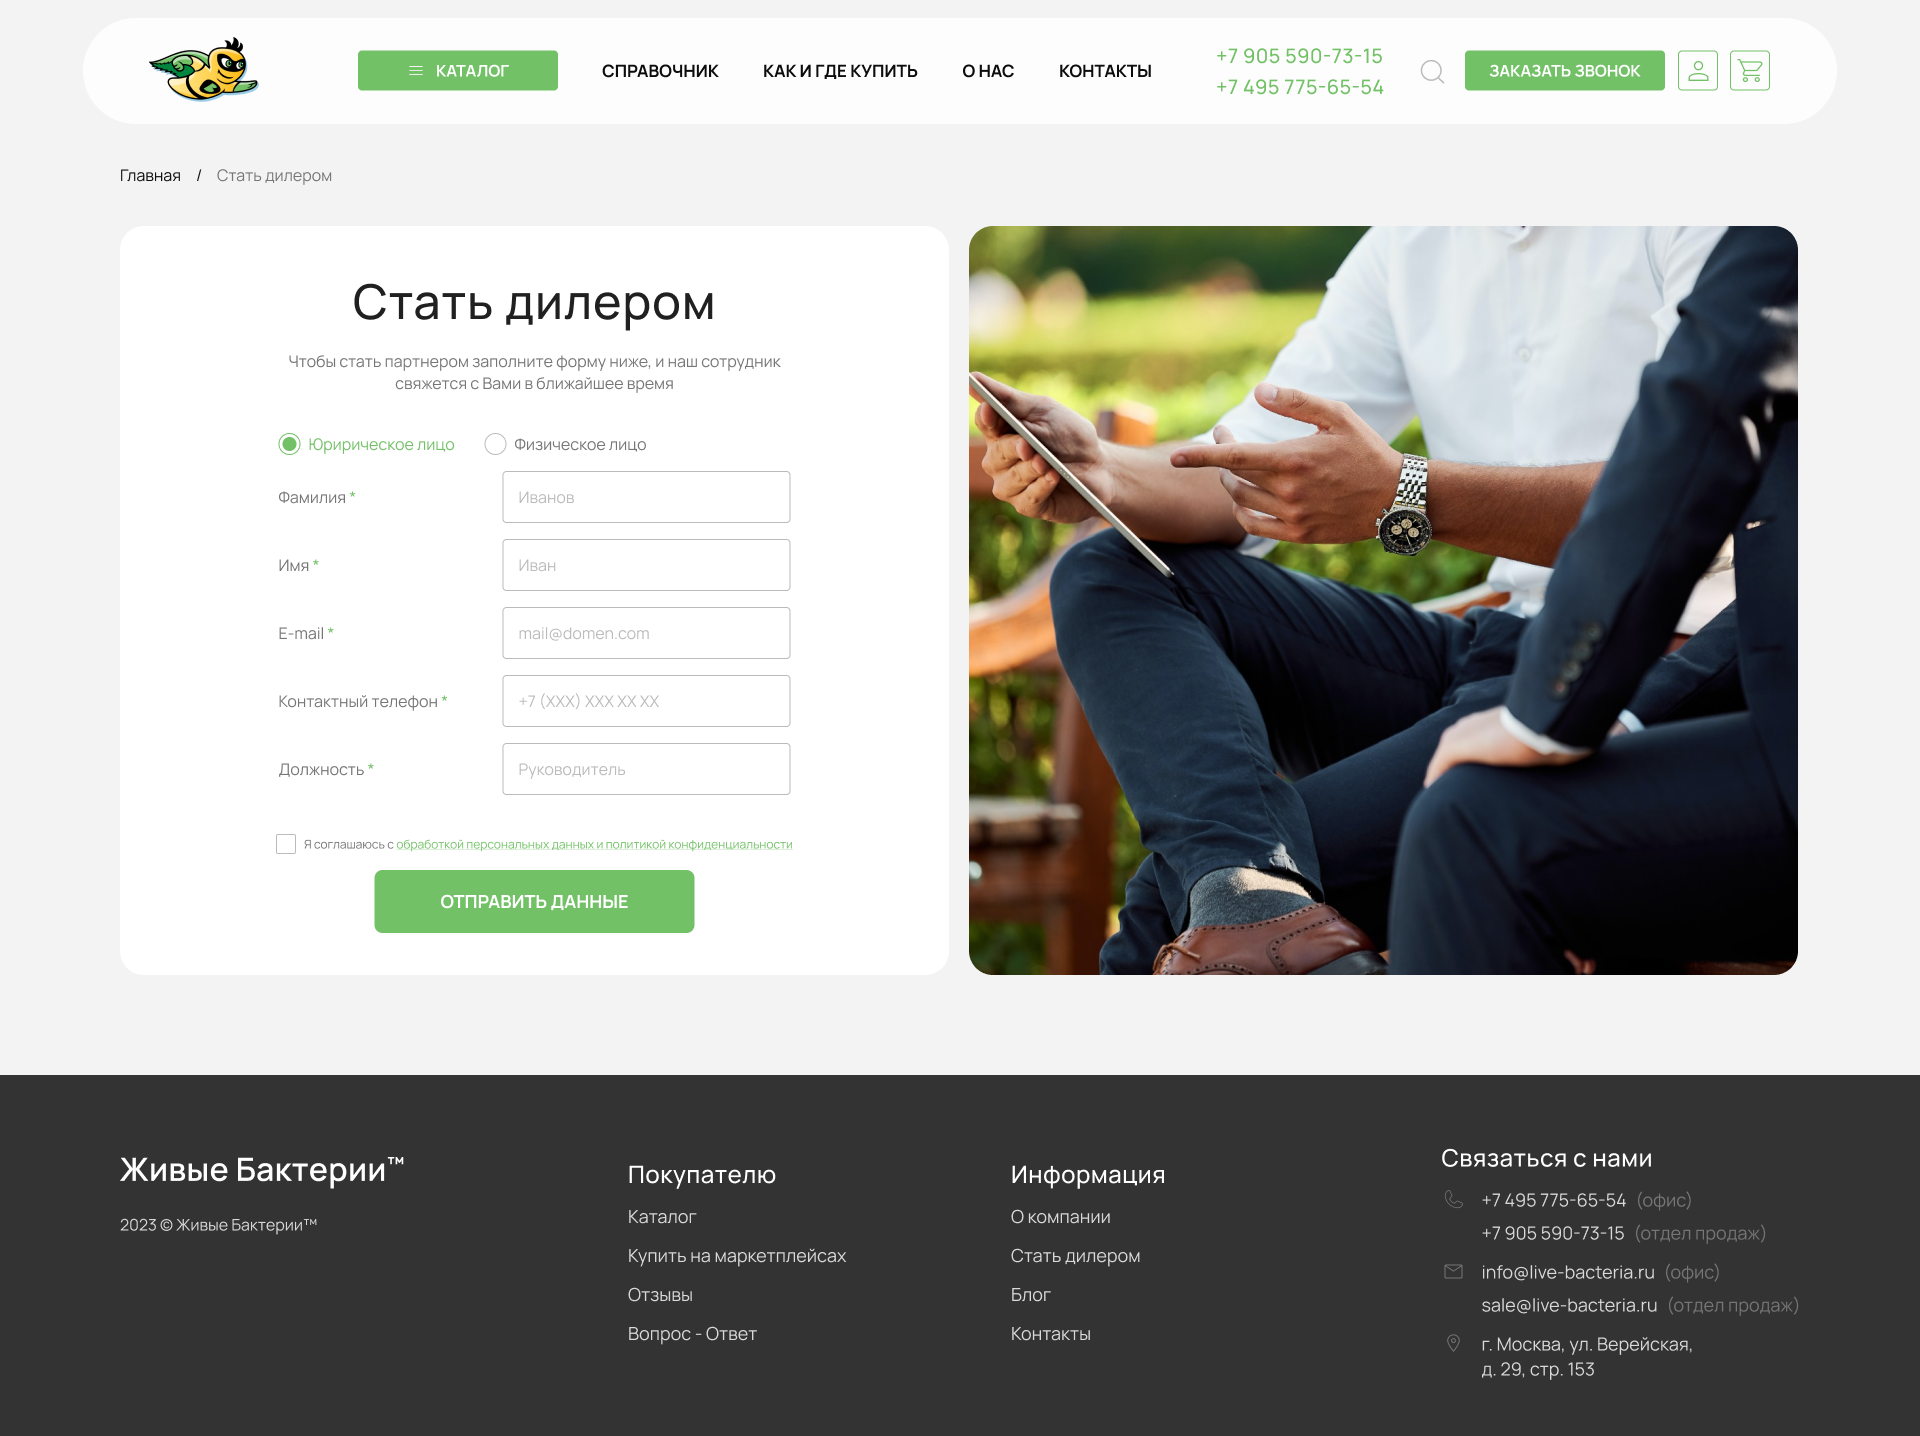 КАТАЛОГ
СПРАВОЧНИК
КАК И ГДЕ КУПИТЬ
О НАС
КОНТАКТЫ
+7 905 590-73-15
+7 495 775-65-54
ЗАКАЗАТЬ ЗВОНОК
Главная / Стать дилером
Стать дилером
Чтобы стать партнером заполните форму ниже, и наш сотрудник
свяжется с Вами в ближайшее время
Юририческое лицо
Физическое лицо
Фамилия *
Иванов
Имя *
Иван
E-mail *
mail@domen.com
Контактный телефон *
+7 (XXX) XXX XX XX
Должность *
Руководитель
Я соглашаюсь с обработкой персональных данных и политикой конфиденциальности
ОТПРАВИТЬ ДАННЫЕ
Живые Бактерии™
2023 © Живые Бактерии™
Покупателю
Каталог
Купить на маркетплейсах
Отзывы
Вопрос - Ответ
Информация
О компании
Стать дилером
Блог
Контакты
Связаться с нами
+7 495 775-65-54 (офис)
+7 905 590-73-15 (отдел продаж)
info@live-bacteria.ru (офис)
sale@live-bacteria.ru (отдел продаж)
г. Москва, ул. Верейская,
д. 29, стр. 153